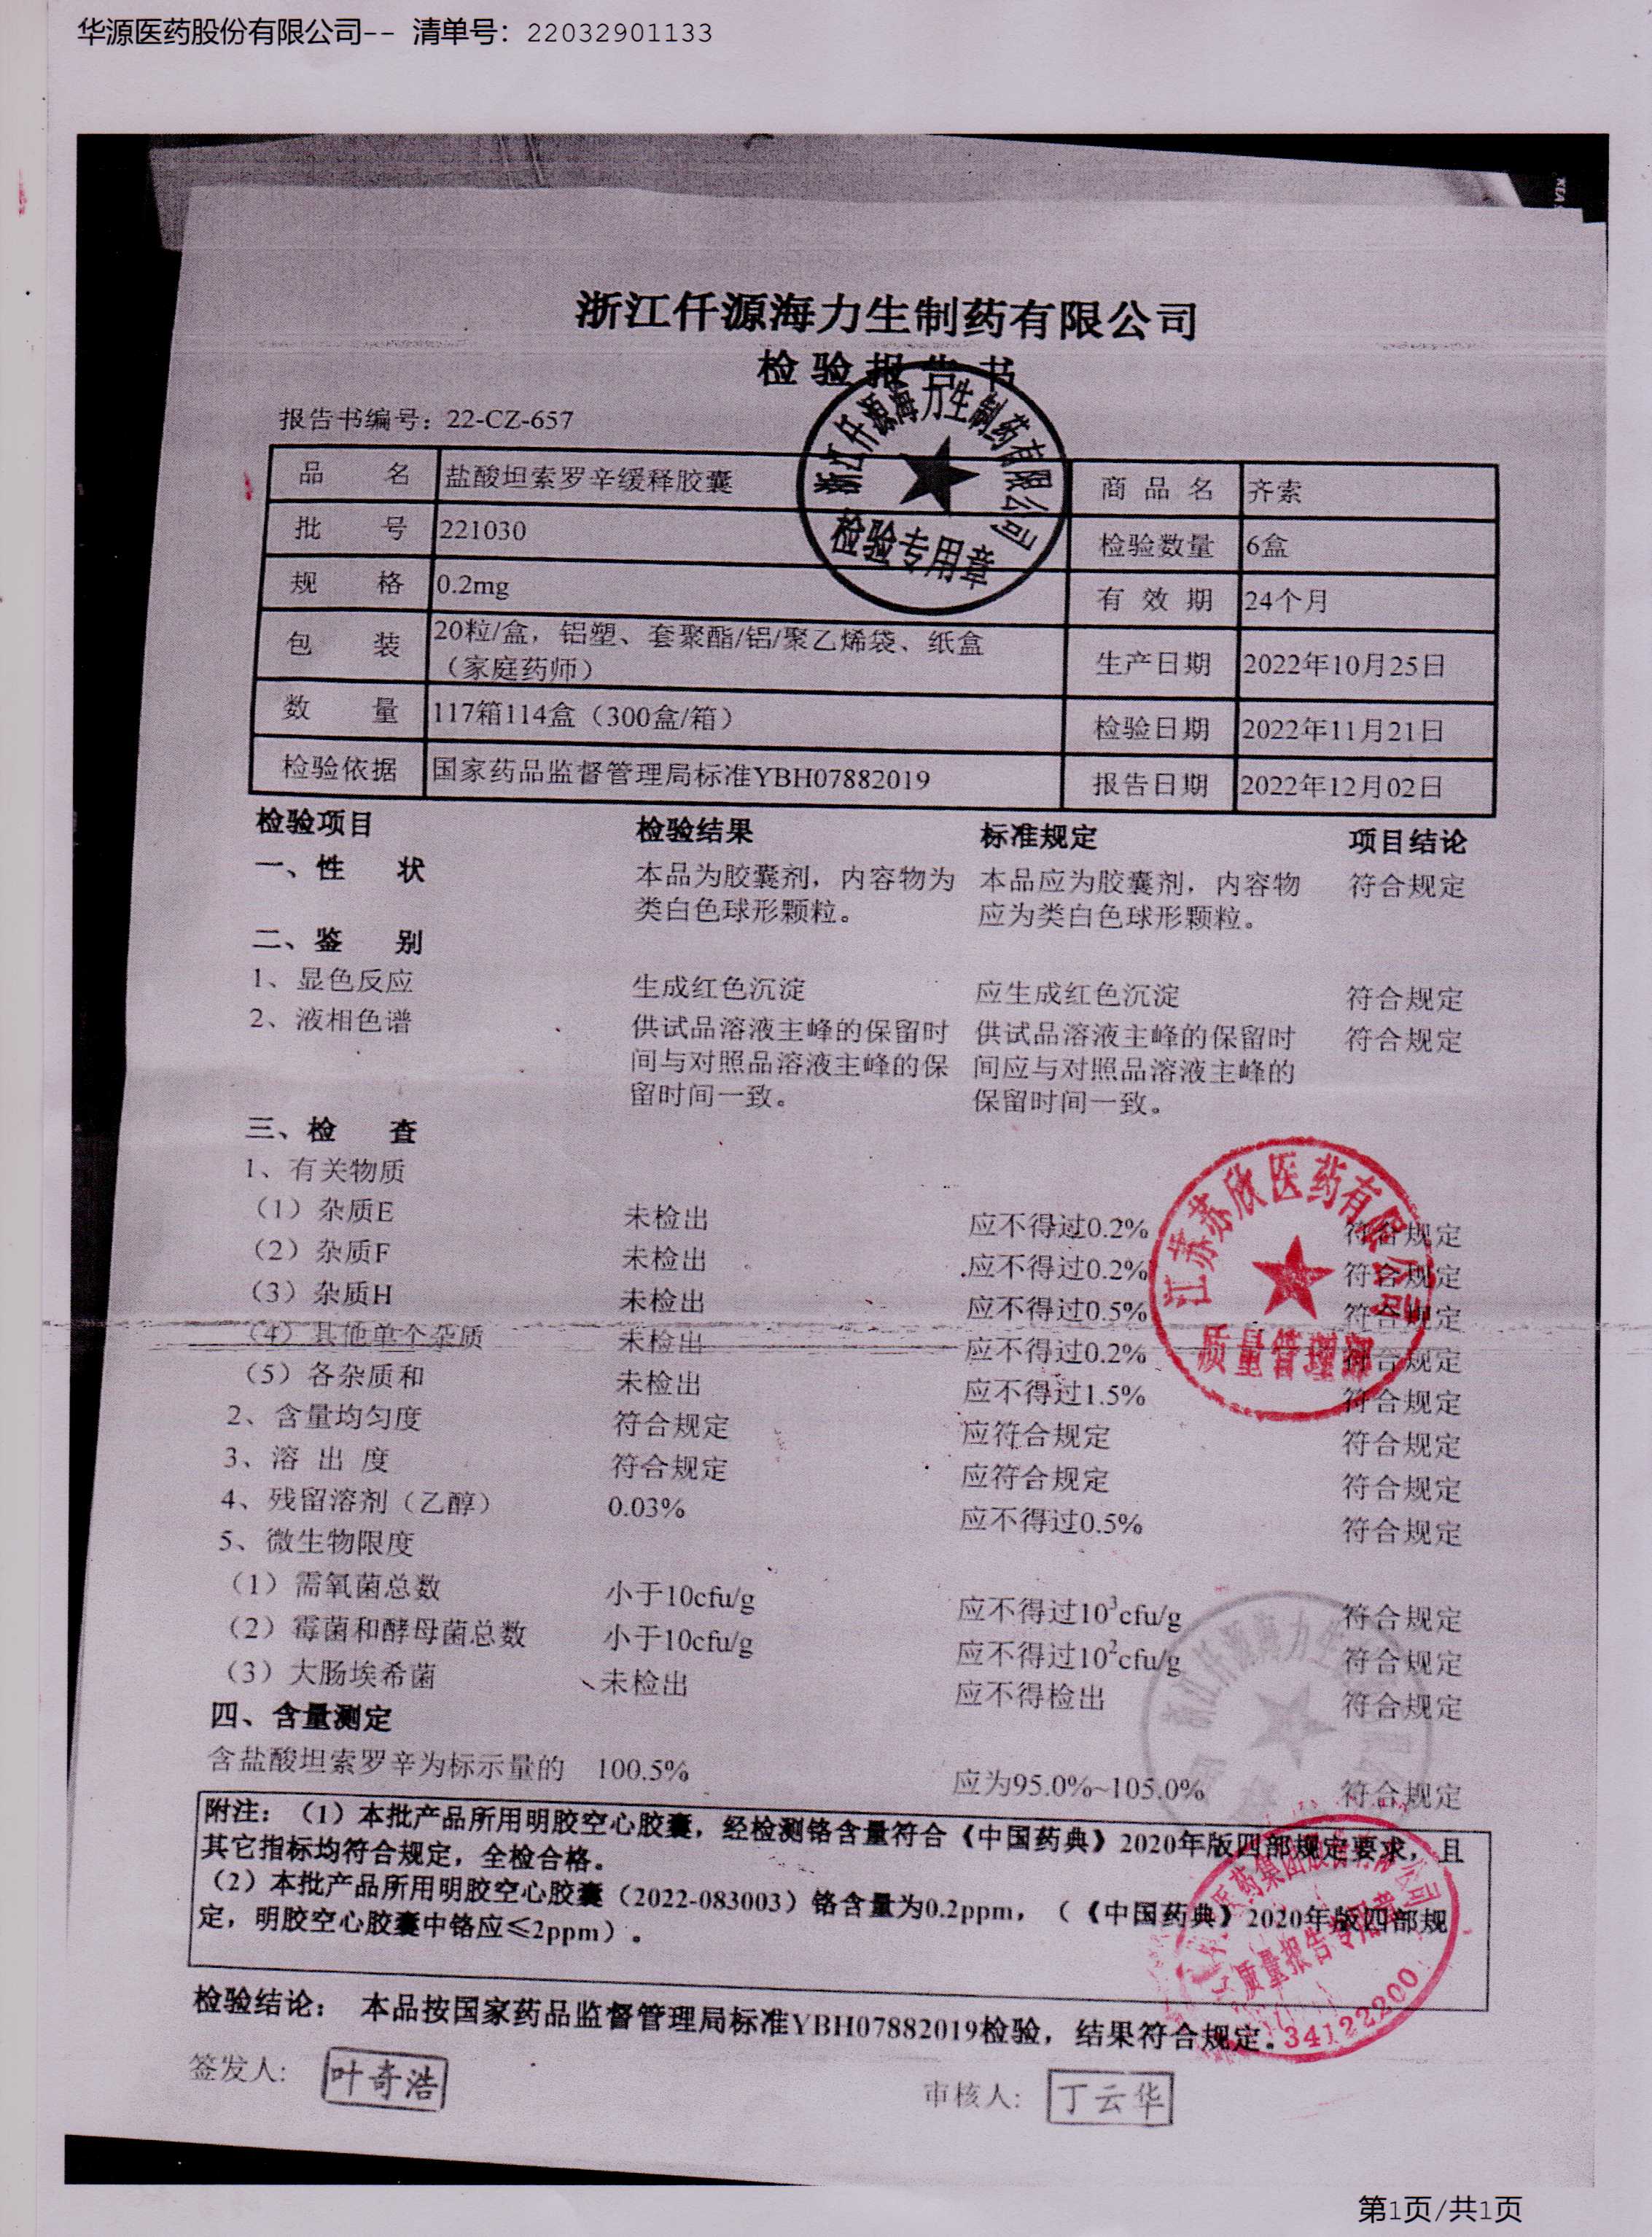 华源医药股份有限公司-- 清单号：22032901133
浙江仟源海力生制药有限公司
检验报告书
报告书编号：22-CZ-657
浙江仟源海力生制药有限公司
检验专用章
品 名 盐酸坦索罗辛缓释胶囊 商品名 齐索
批 号 221030 检验数量 6盒
规 格 0.2mg 有效期 24个月
包 装 20粒/盒，铝塑、套聚酯/铝/聚乙烯袋、纸盒
（家庭药师） 生产日期 2022年10月25日
数 量 117箱114盒（300盒/箱） 检验日期 2022年11月21日
检验依据 国家药品监督管理局标准YBH07882019 报告日期 2022年12月02日
检验项目 检验结果 标准规定 项目结论
一、性 状 本品为胶囊剂，内容物为 本品应为胶囊剂，内容物 符合规定
类白色球形颗粒。 应为类白色球形颗粒。
二、鉴 别
1、显色反应 生成红色沉淀 应生成红色沉淀 符合规定
2、液相色谱 供试品溶液主峰的保留时 供试品溶液主峰的保留时 符合规定
间与对照品溶液主峰的保 间应与对照品溶液主峰的
留时间一致。 保留时间一致。
三、检 查
1、有关物质
（1）杂质E 未检出 应不得过0.2% 符合规定
（2）杂质F 未检出 应不得过0.2% 符合规定
（3）杂质H 未检出 应不得过0.5% 符合规定
（4）其他单个杂质 未检出 应不得过0.2% 符合规定
（5）各杂质和 未检出 应不得过1.5% 符合规定
江苏苏欣医药有限公司
质量管理部
2、含量均匀度 符合规定 应符合规定 符合规定
3、溶出度 符合规定 应符合规定 符合规定
4、残留溶剂（乙醇） 0.03% 应不得过0.5% 符合规定
5、微生物限度
（1）需氧菌总数 小于10cfu/g 应不得过10³cfu/g 符合规定
（2）霉菌和酵母菌总数 小于10cfu/g 应不得过10²cfu/g 符合规定
（3）大肠埃希菌 未检出 应不得检出 符合规定
浙江仟源海力生
四、含量测定
含盐酸坦索罗辛为标示量的 100.5% 应为95.0%~105.0% 符合规定
附注：（1）本批产品所用明胶空心胶囊，经检测铬含量符合《中国药典》2020年版四部规定要求，且
其它指标均符合规定，全检合格。
（2）本批产品所用明胶空心胶囊（2022-083003）铬含量为0.2ppm，（《中国药典》2020年版四部规
定，明胶空心胶囊中铬应≤2ppm）。
医药集团股份有限公司
质量报告专用章
34122200
检验结论： 本品按国家药品监督管理局标准YBH07882019检验，结果符合规定。
签发人： 叶奇浩 审核人: 丁云华
第1页/共1页